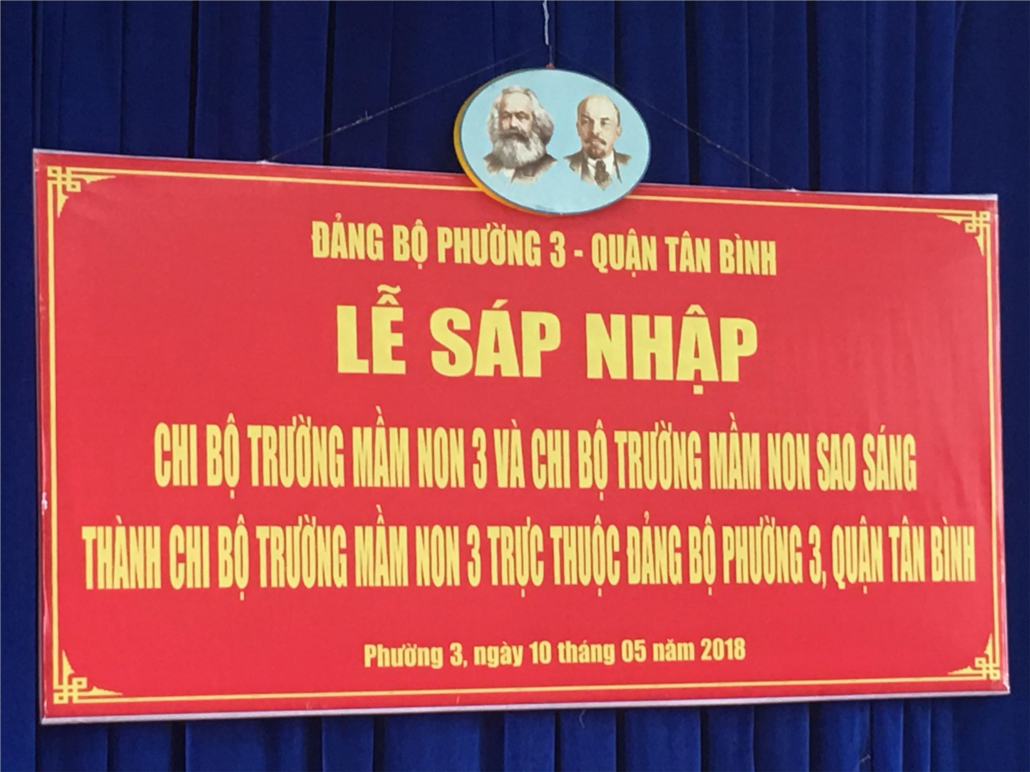 ĐẢNG BỘ PHƯỜNG 3 - QUẬN TÂN BÌNH
LỄ SÁP NHẬP
CHI BỘ TRƯỜNG MẦM NON 3 VÀ CHI BỘ TRƯỜNG MẦM NON SAO SÁNG
THÀNH CHI BỘ TRƯỜNG MẦM NON 3 TRỰC THUỘC ĐẢNG BỘ PHƯỜNG 3, QUẬN TÂN BÌNH
Phường 3, ngày 10 tháng 05 năm 2018